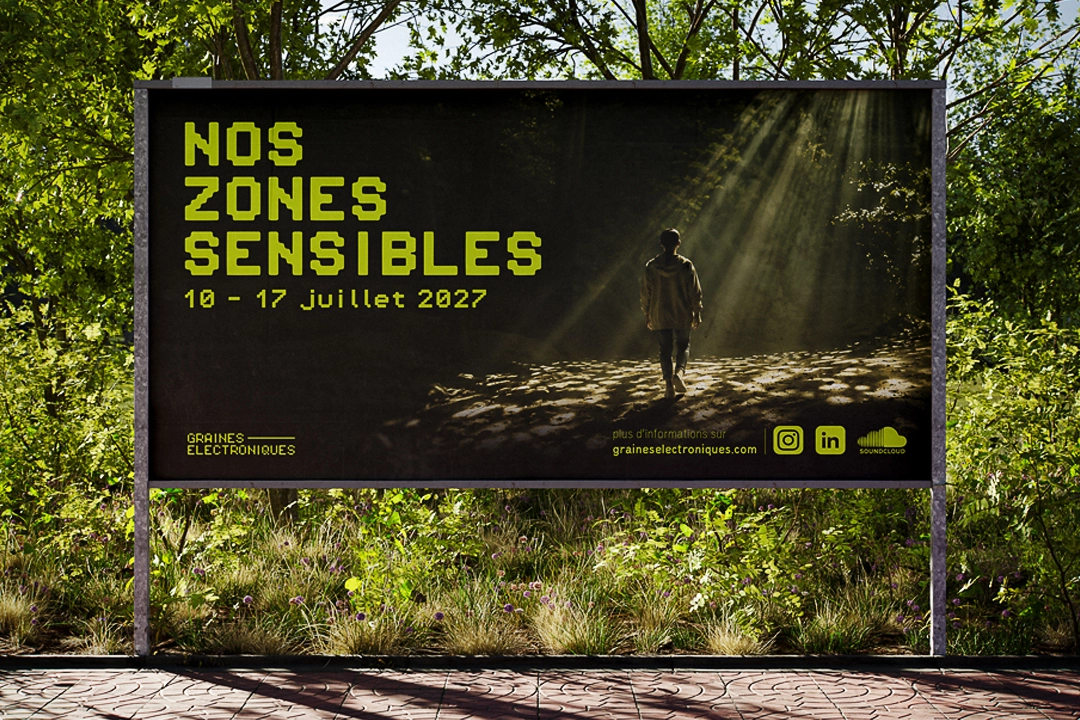 NOS
ZONES
SENSIBLES
10 - 17 juillet 2027
GRAINES
ELECTRONIQUES
plus d'informations sur
graineselectroniques.com
in
SOUNDCLOUD